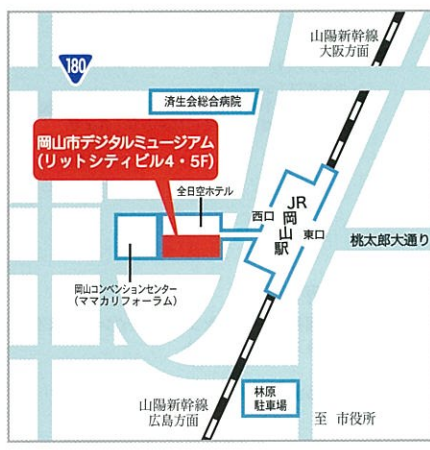 山陽新幹線
大阪方面
180
済生会総合病院
岡山市デジタルミュージアム
(リットシティビル4・5F)
全日空ホテル
西口
JR
岡山駅
東口
桃太郎大通り
岡山コンベンションセンター
(ママカリフォーラム)
山陽新幹線
広島方面
林原
駐車場
至 市役所